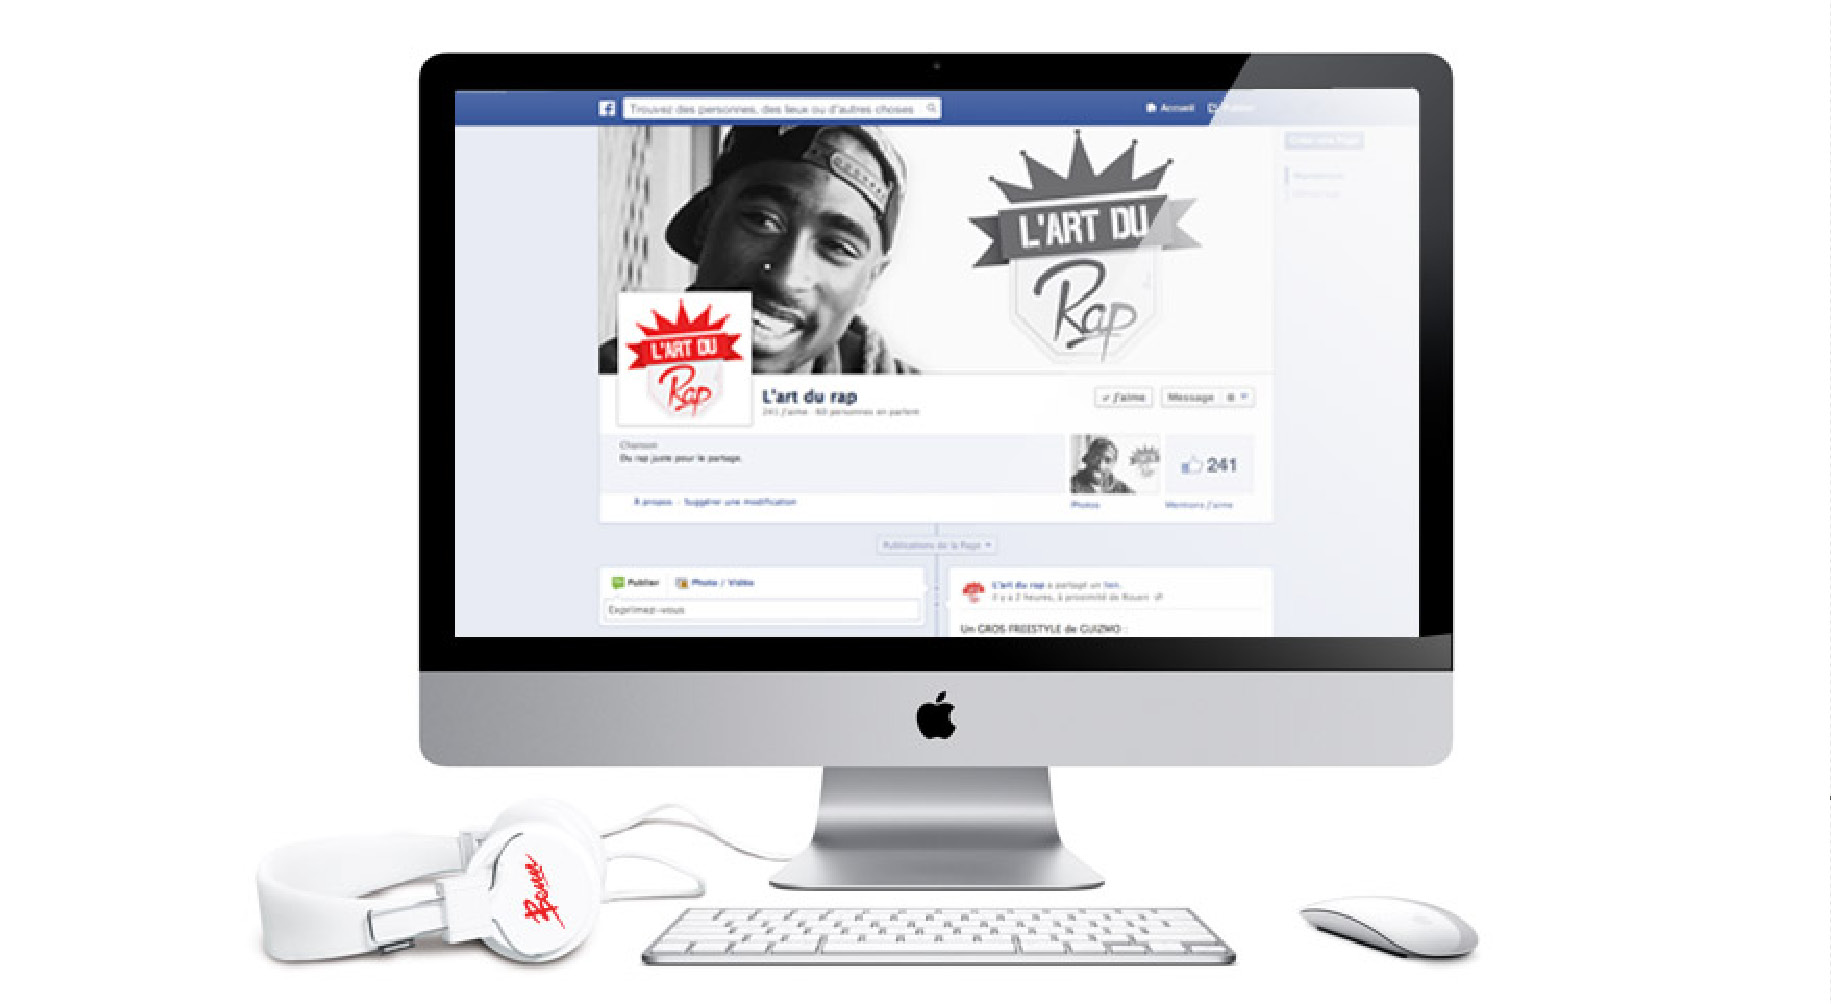 Trouvez des personnes, des lieux ou d'autres choses
Accueil
L'ART DU
Rap
L'ART DU
Rap
L'art du rap
241 J'aime · 60 personnes en parlent
J'aime
Message
Chanson
Du rap juste pour le partage.
241
À propos - Suggérer une modification
Photos
Mentions J'aime
Publications de la Page
Publier
Photo / Vidéo
Exprimez-vous
L'art du rap a partagé un lien.
il y a 2 heures, à proximité de Rouen
Un GROS FREESTYLE de GUIZMO :